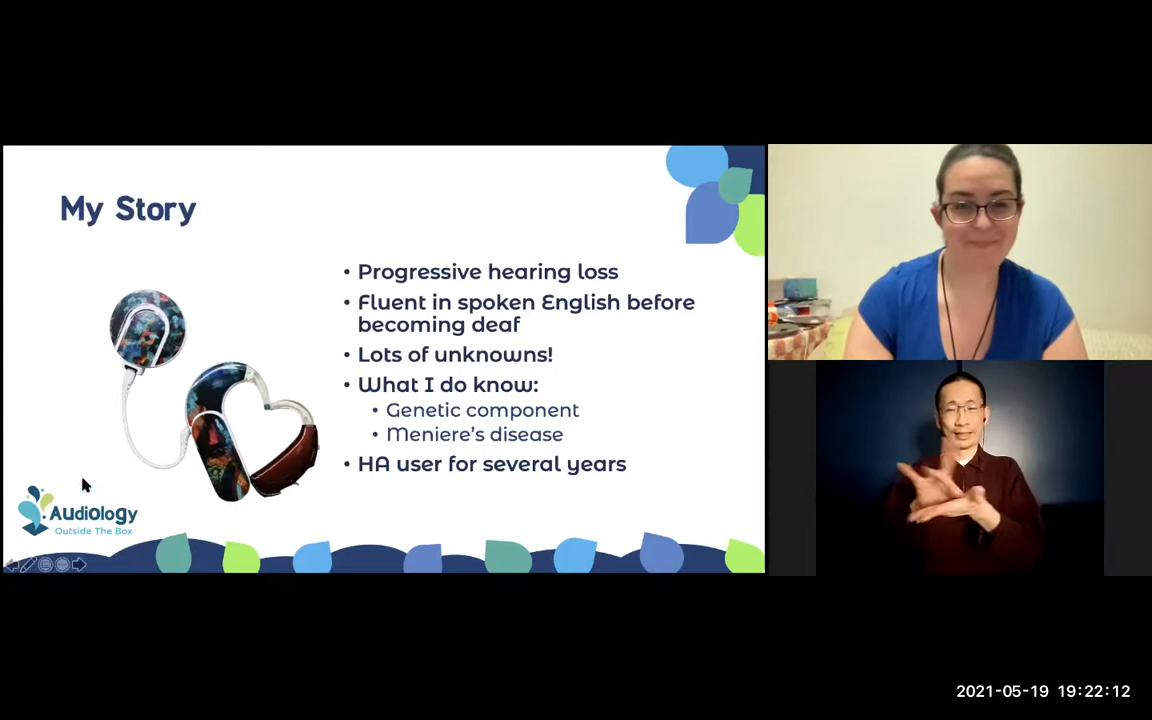 My Story
• Progressive hearing loss
• Fluent in spoken English before
becoming deaf
• Lots of unknowns!
• What I do know:
• Genetic component
• Meniere's disease
• HA user for several years
Audiology
Outside The Box
2021-05-19 19:22:12